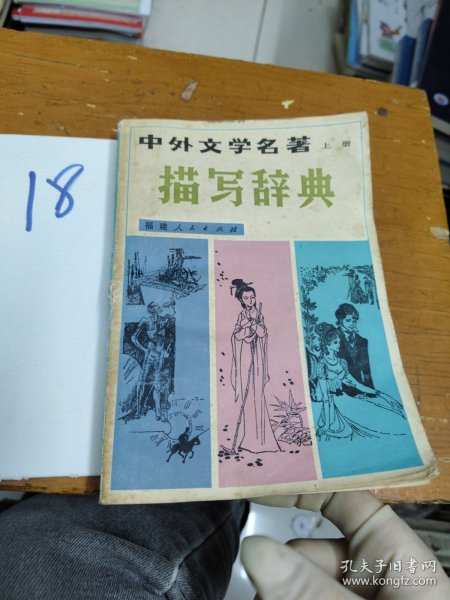 中外文学名著 上册
描写辞典
福建人民出版社
18
孔夫子旧书网
www.kongfz.com